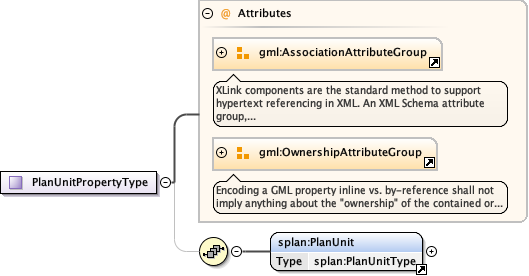 @ Attributes
gml:AssociationAttributeGroup
XLink components are the standard method to support
hypertext referencing in XML. An XML Schema attribute
group,...
gml:OwnershipAttributeGroup
Encoding a GML property inline vs. by-reference shall not
imply anything about the "ownership" of the contained or...
PlanUnitPropertyType
splan:PlanUnit
Type splan:PlanUnitType